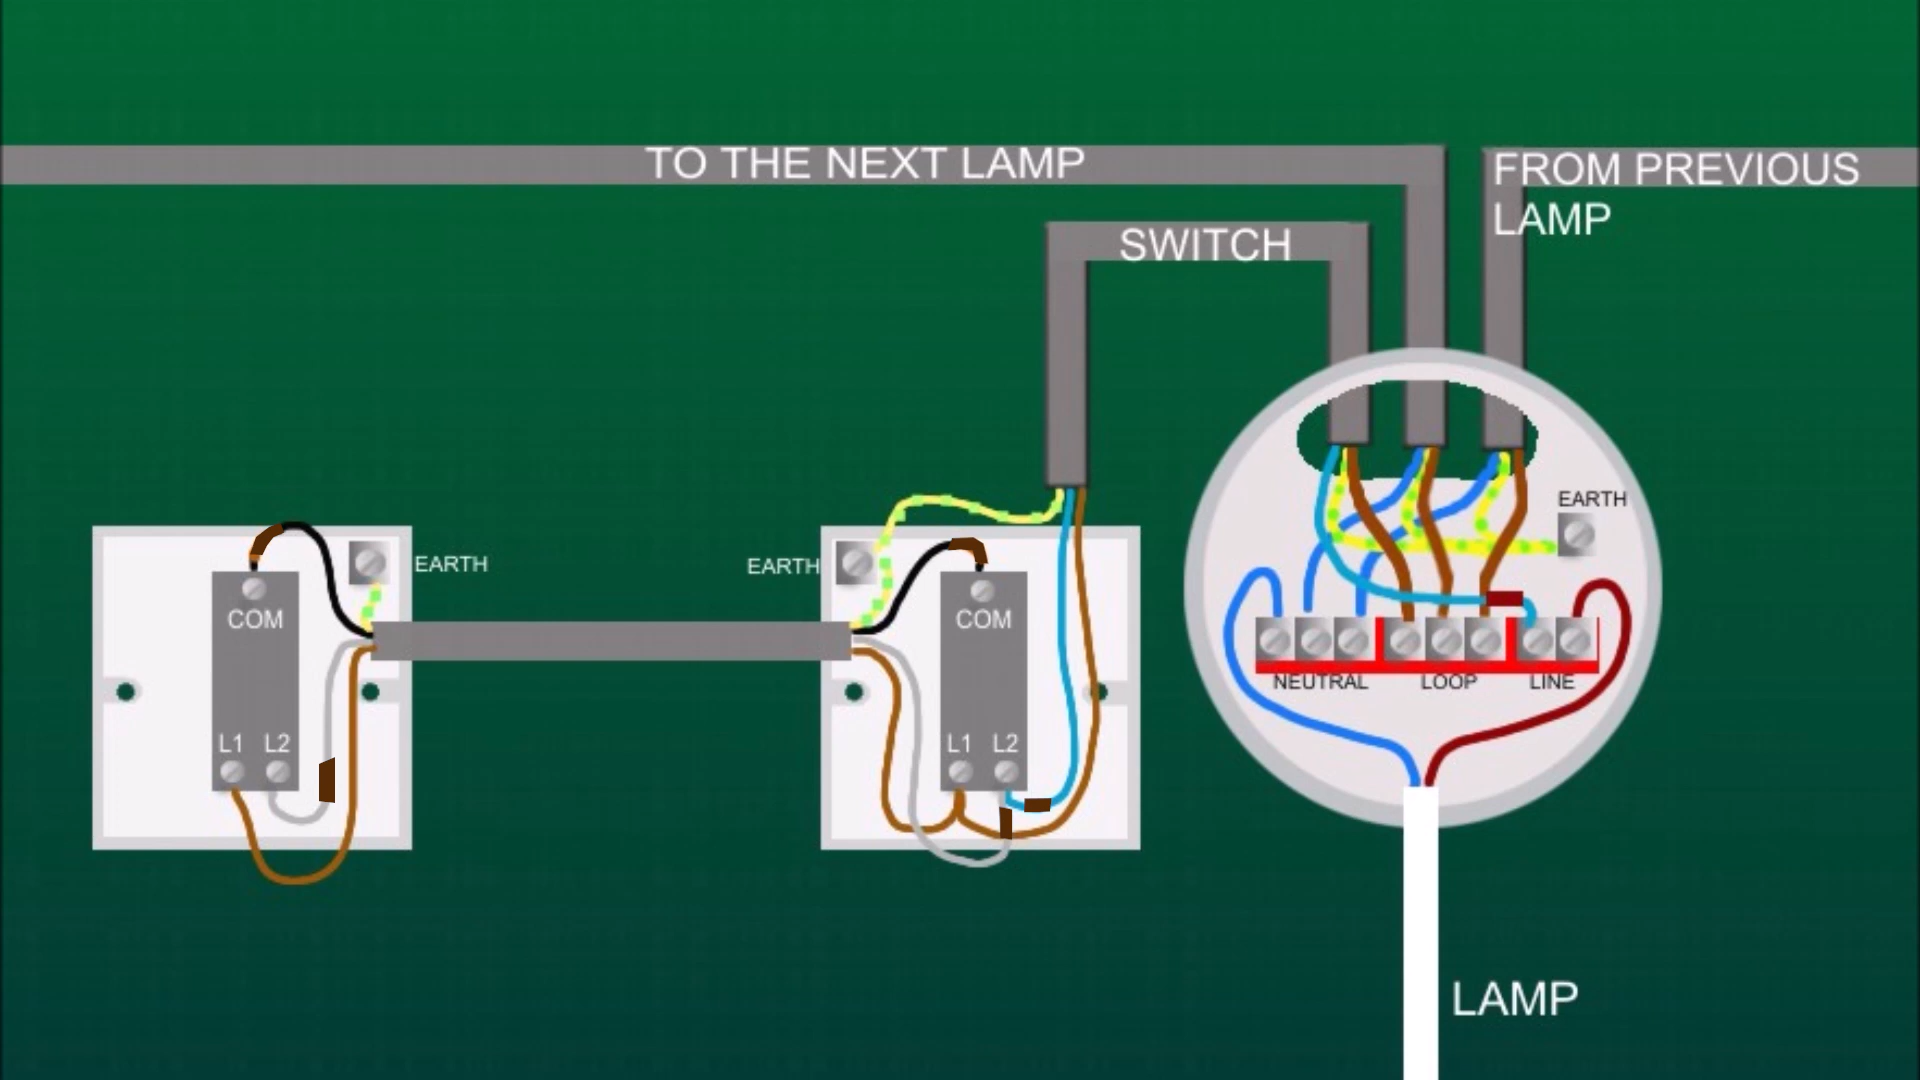 TO THE NEXT LAMP
FROM PREVIOUS
LAMP
SWITCH
EARTH
EARTH
EARTH
COM
COM
NEUTRAL
LOOP
LINE
L1
L2
L1
L2
LAMP